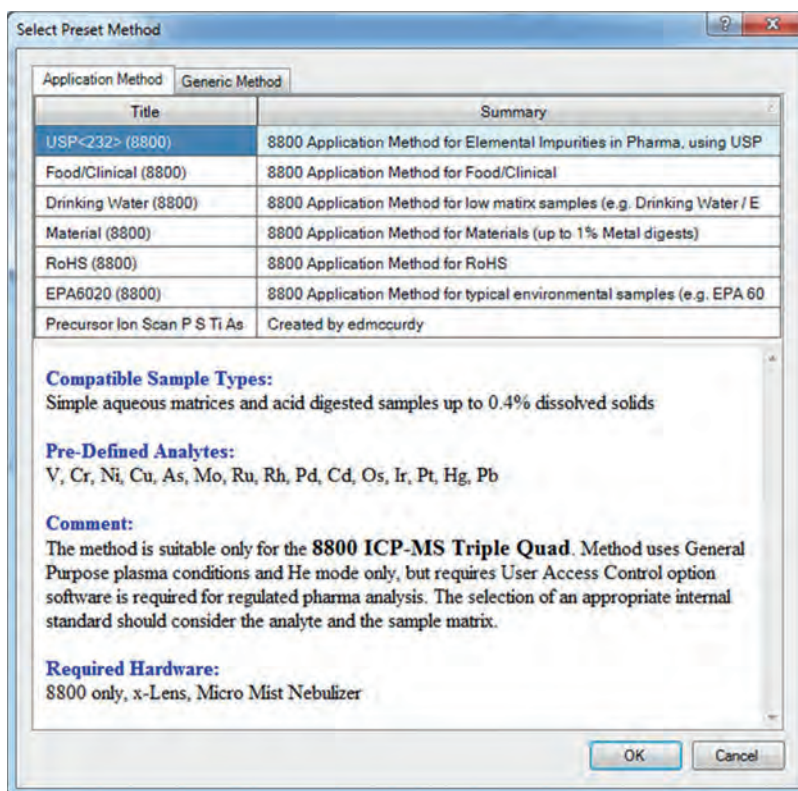 Select Preset Method
Application Method Generic Method
Title Summary
USP<232> (8800) 8800 Application Method for Elemental Impurities in Pharma, using USP
Food/Clinical (8800) 8800 Application Method for Food/Clinical
Drinking Water (8800) 8800 Application Method for low matirx samples (e.g. Drinking Water / E
Material (8800) 8800 Application Method for Materials (up to 1% Metal digests)
RoHS (8800) 8800 Application Method for RoHS
EPA6020 (8800) 8800 Application Method for typical environmental samples (e.g. EPA 60
Precursor Ion Scan P S Ti As Created by edmccurdy
Compatible Sample Types:
Simple aqueous matrices and acid digested samples up to 0.4% dissolved solids
Pre-Defined Analytes:
V, Cr, Ni, Cu, As, Mo, Ru, Rh, Pd, Cd, Os, Ir, Pt, Hg, Pb
Comment:
The method is suitable only for the 8800 ICP-MS Triple Quad. Method uses General
Purpose plasma conditions and He mode only, but requires User Access Control option
software is required for regulated pharma analysis. The selection of an appropriate internal
standard should consider the analyte and the sample matrix.
Required Hardware:
8800 only, x-Lens, Micro Mist Nebulizer
OK Cancel